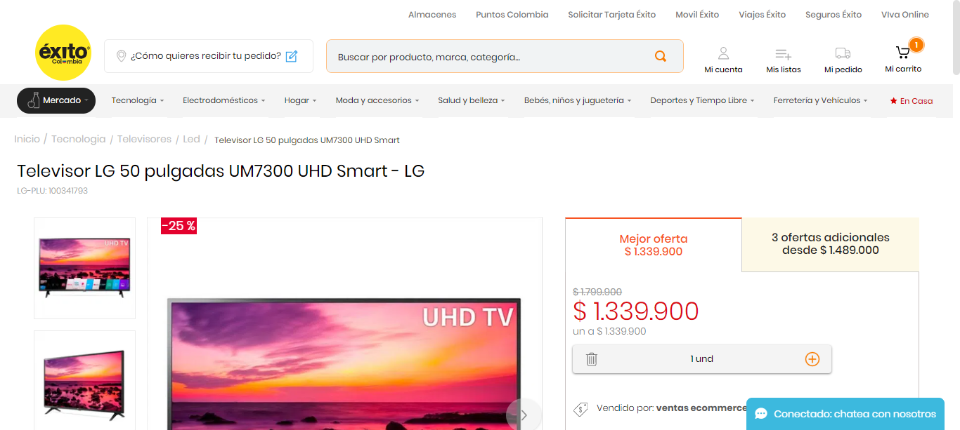 Almacenes Puntos Colombia Solicitar Tarjeta Éxito Movil Éxito Viajes Éxito Seguros Éxito VIva Online
éxito
Colombia
¿Cómo quieres recibir tu pedido?
Buscar por producto, marca, categoría...
1
Mi cuenta Mis listas Mi pedido Mi carrito
Mercado Tecnología Electrodomésticos Hogar Moda y accesorios Salud y belleza Bebés, niños y juguetería Deportes y Tiempo Libre Ferretería y Vehículos En Casa
Inicio / Tecnologia / Televisores / Led / Televisor LG 50 pulgadas UM7300 UHD Smart
Televisor LG 50 pulgadas UM7300 UHD Smart - LG
LG-PLU: 100341793
UHD TV
-25 %
UHD TV
Mejor oferta
$ 1.339.900
3 ofertas adicionales
desde $ 1.489.000
$ 1.799.900
$ 1.339.900
un a $ 1.339.900
1 und
Vendido por: ventas ecommerce
Conectado: chatea con nosotros